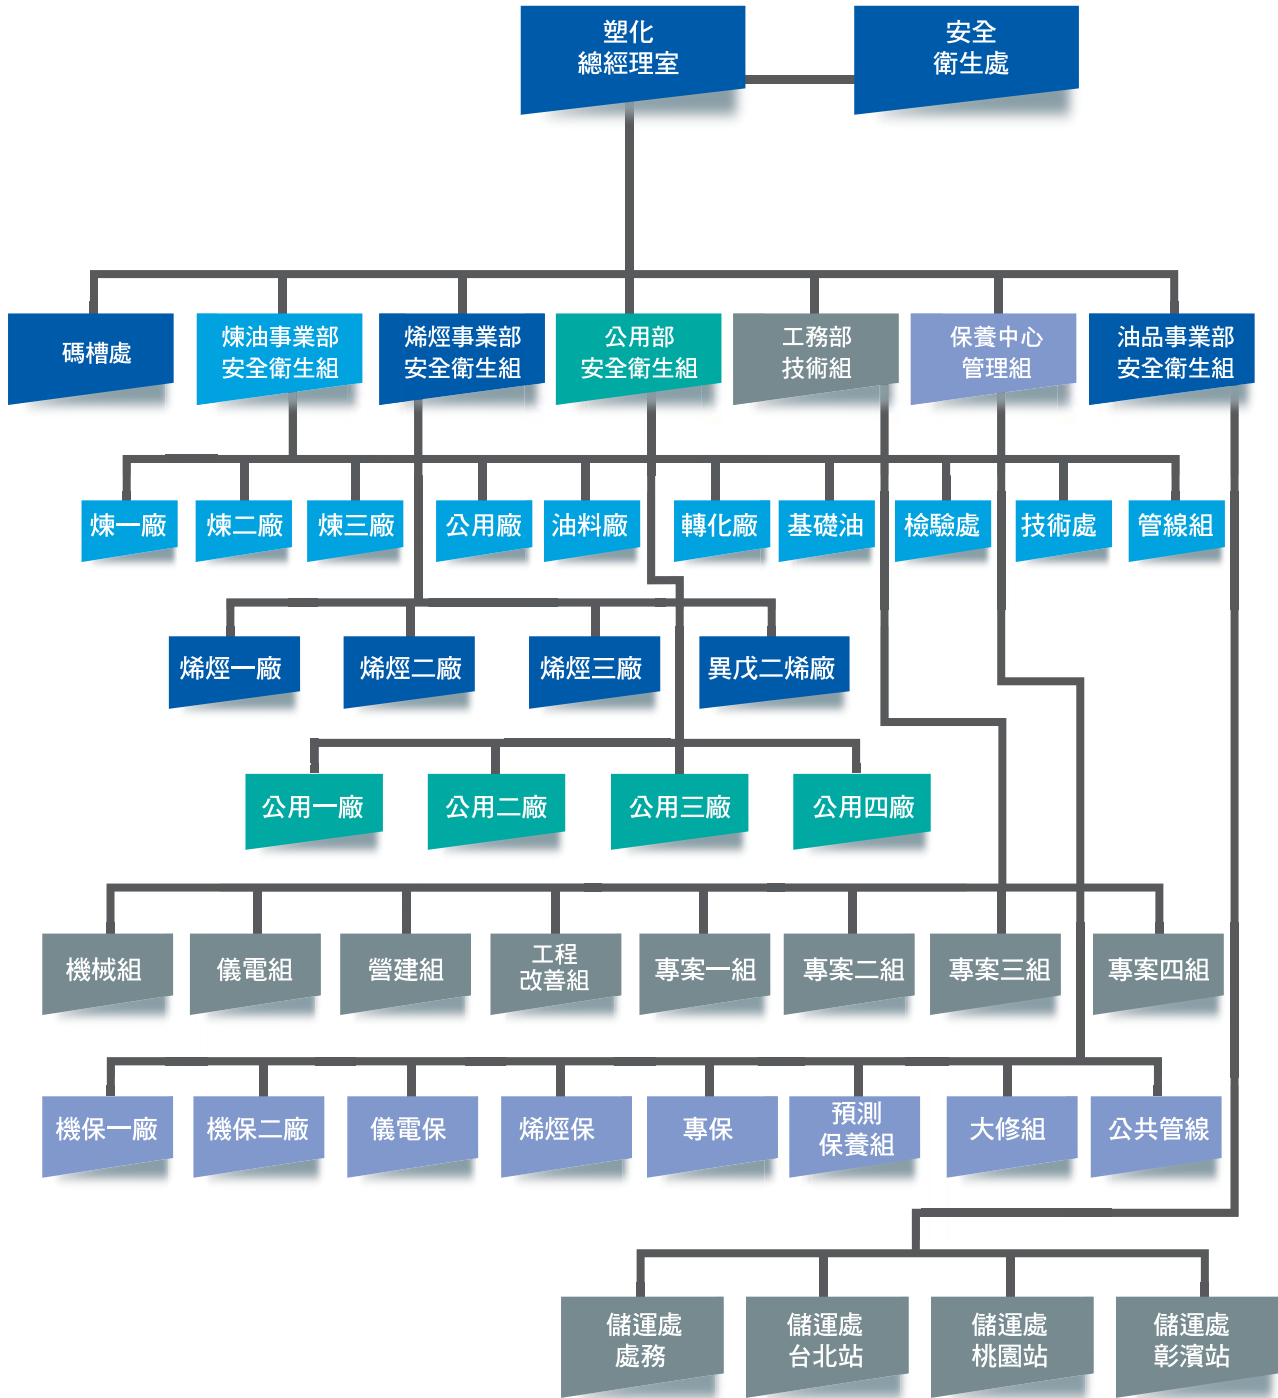 塑化
總經理室
安全
衛生處
碼槽處
煉油事業部
安全衛生組
烯烴事業部
安全衛生組
公用部
安全衛生組
工務部
技術組
保養中心
管理組
油品事業部
安全衛生組
煉一廠
煉二廠
煉三廠
公用廠
油料廠
轉化廠
基礎油
檢驗處
技術處
管線組
烯烴一廠
烯烴二廠
烯烴三廠
異戊二烯廠
公用一廠
公用二廠
公用三廠
公用四廠
機械組
儀電組
營建組
工程
改善組
專案一組
專案二組
專案三組
專案四組
機保一廠
機保二廠
儀電保
烯烴保
專保
預測
保養組
大修組
公共管線
儲運處
處務
儲運處
台北站
儲運處
桃園站
儲運處
彰濱站